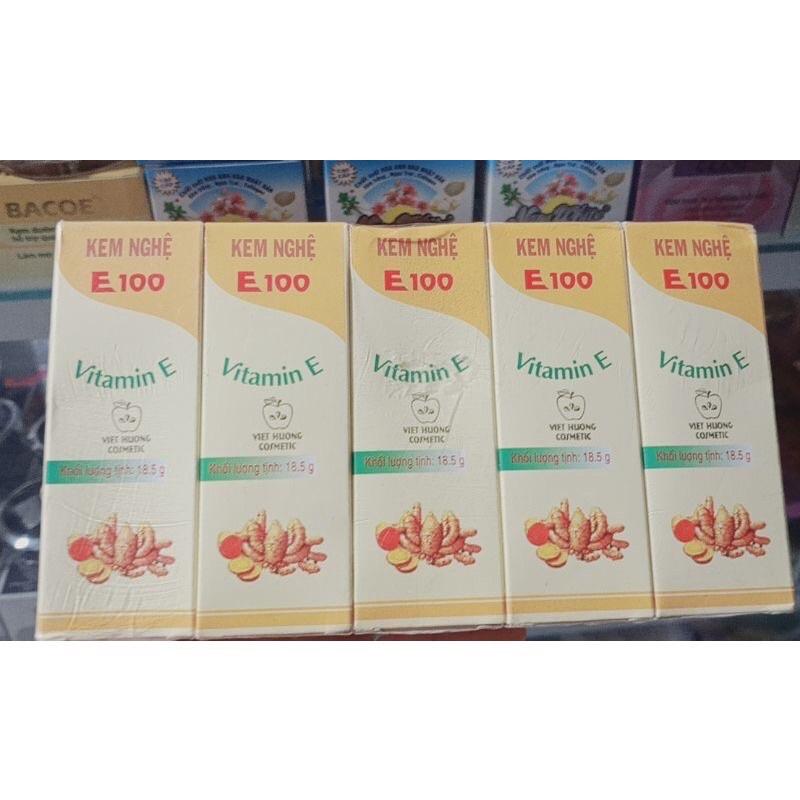 BACOE
KEM NGHỆ
E100
Vitamin E
VIET HUONG
COSMETIC
Khối lượng tịnh: 18.5 g
KEM NGHỆ
E100
Vitamin E
VIET HUONG
COSMETIC
Khối lượng tịnh: 18.5 g
KEM NGHỆ
E100
Vitamin E
VIET HUONG
COSMETIC
Khối lượng tịnh: 18.5 g
KEM NGHỆ
E100
Vitamin E
VIET HUONG
COSMETIC
Khối lượng tịnh: 18.5 g
KEM NGHỆ
E100
Vitamin E
VIET HUONG
COSMETIC
Khối lượng tịnh: 18.5 g